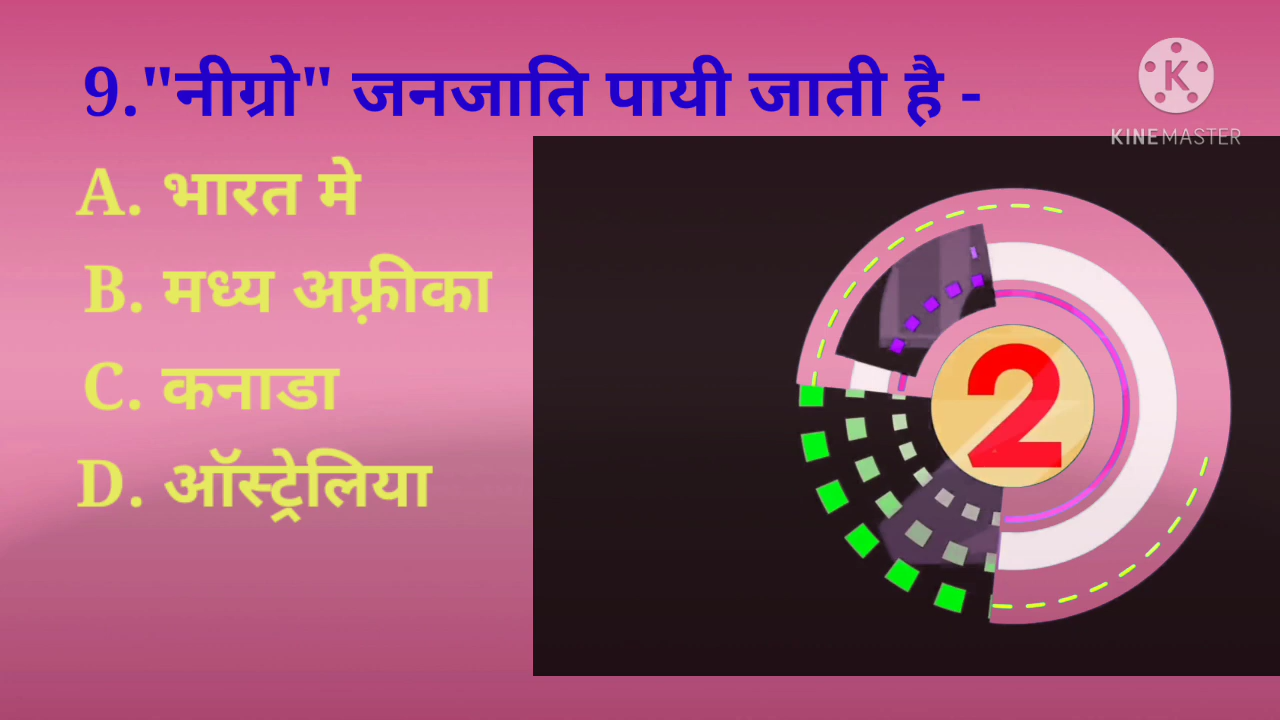 9."नीग्रो" जनजाति पायी जाती है -
K
KINEMASTER
A. भारत मे
B. मध्य अफ़्रीका
C. कनाडा
D. ऑस्ट्रेलिया
2